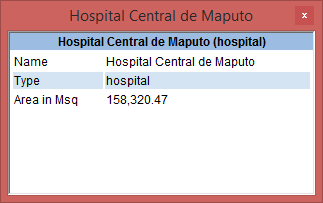 Hospital Central de Maputo
x
Hospital Central de Maputo (hospital)
Name Hospital Central de Maputo
Type hospital
Area in Msq 158,320.47